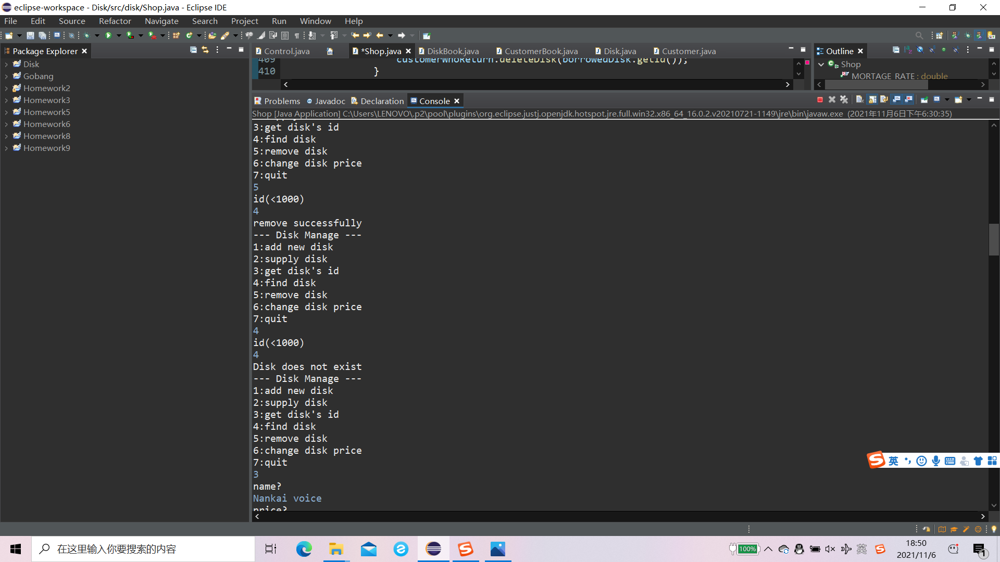 eclipse-workspace - Disk/src/disk/Shop.java - Eclipse IDE
File Edit Source Refactor Navigate Search Project Run Window Help
Package Explorer
Disk
Gobang
Homework2
Homework3
Homework5
Homework6
Homework8
Homework9
Control.java *Shop.java DiskBook.java CustomerBook.java Disk.java Customer.java
409 customerWhoReturn.deleteDisk(borrowedDisk.getId());
410 }
Outline
Shop
MORTAGE_RATE : double
Problems Javadoc Declaration Console
Shop [Java Application] C:\Users\LENOVO\.p2\pool\plugins\org.eclipse.justj.openjdk.hotspot.jre.full.win32.x86_64_16.0.2.v20210721-1149\jre\bin\javaw.exe (2021年11月6日下午6:30:35)
3:get disk's id
4:find disk
5:remove disk
6:change disk price
7:quit
5
id(<1000)
4
remove successfully
--- Disk Manage ---
1:add new disk
2:supply disk
3:get disk's id
4:find disk
5:remove disk
6:change disk price
7:quit
4
id(<1000)
4
Disk does not exist
--- Disk Manage ---
1:add new disk
2:supply disk
3:get disk's id
4:find disk
5:remove disk
6:change disk price
7:quit
3
name?
Nankai voice
price?
英
在这里输入你要搜索的内容
100%
英
18:50
2021/11/6
1